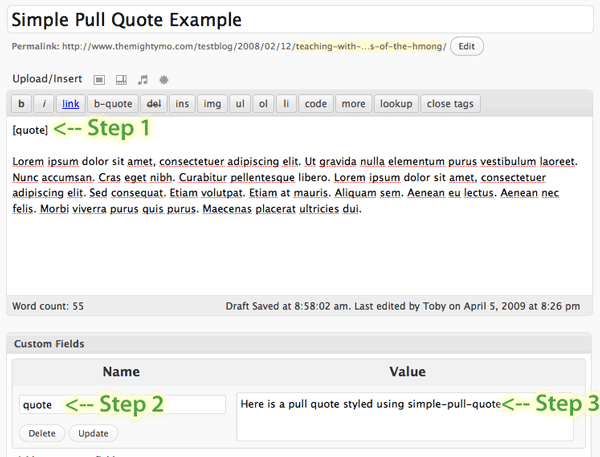 Simple Pull Quote Example
Permalink: http://www.themightymo.com/testblog/2008/02/12/teaching-with-...s-of-the-hmong/ Edit
Upload/Insert
b i link b-quote del ins img ul ol li code more lookup close tags
[quote] <-- Step 1
Lorem ipsum dolor sit amet, consectetuer adipiscing elit. Ut gravida nulla elementum purus vestibulum laoreet.
Nunc accumsan. Cras eget nibh. Curabitur pellentesque libero. Lorem ipsum dolor sit amet, consectetuer
adipiscing elit. Sed consequat. Etiam volutpat. Etiam at mauris. Aliquam sem. Aenean eu lectus. Aenean nec
felis. Morbi viverra purus quis purus. Maecenas placerat ultricies dui.
Word count: 55 Draft Saved at 8:58:02 am. Last edited by Toby on April 5, 2009 at 8:26 pm
Custom Fields
Name Value
quote <-- Step 2 Here is a pull quote styled using simple-pull-quote <-- Step 3
Delete Update